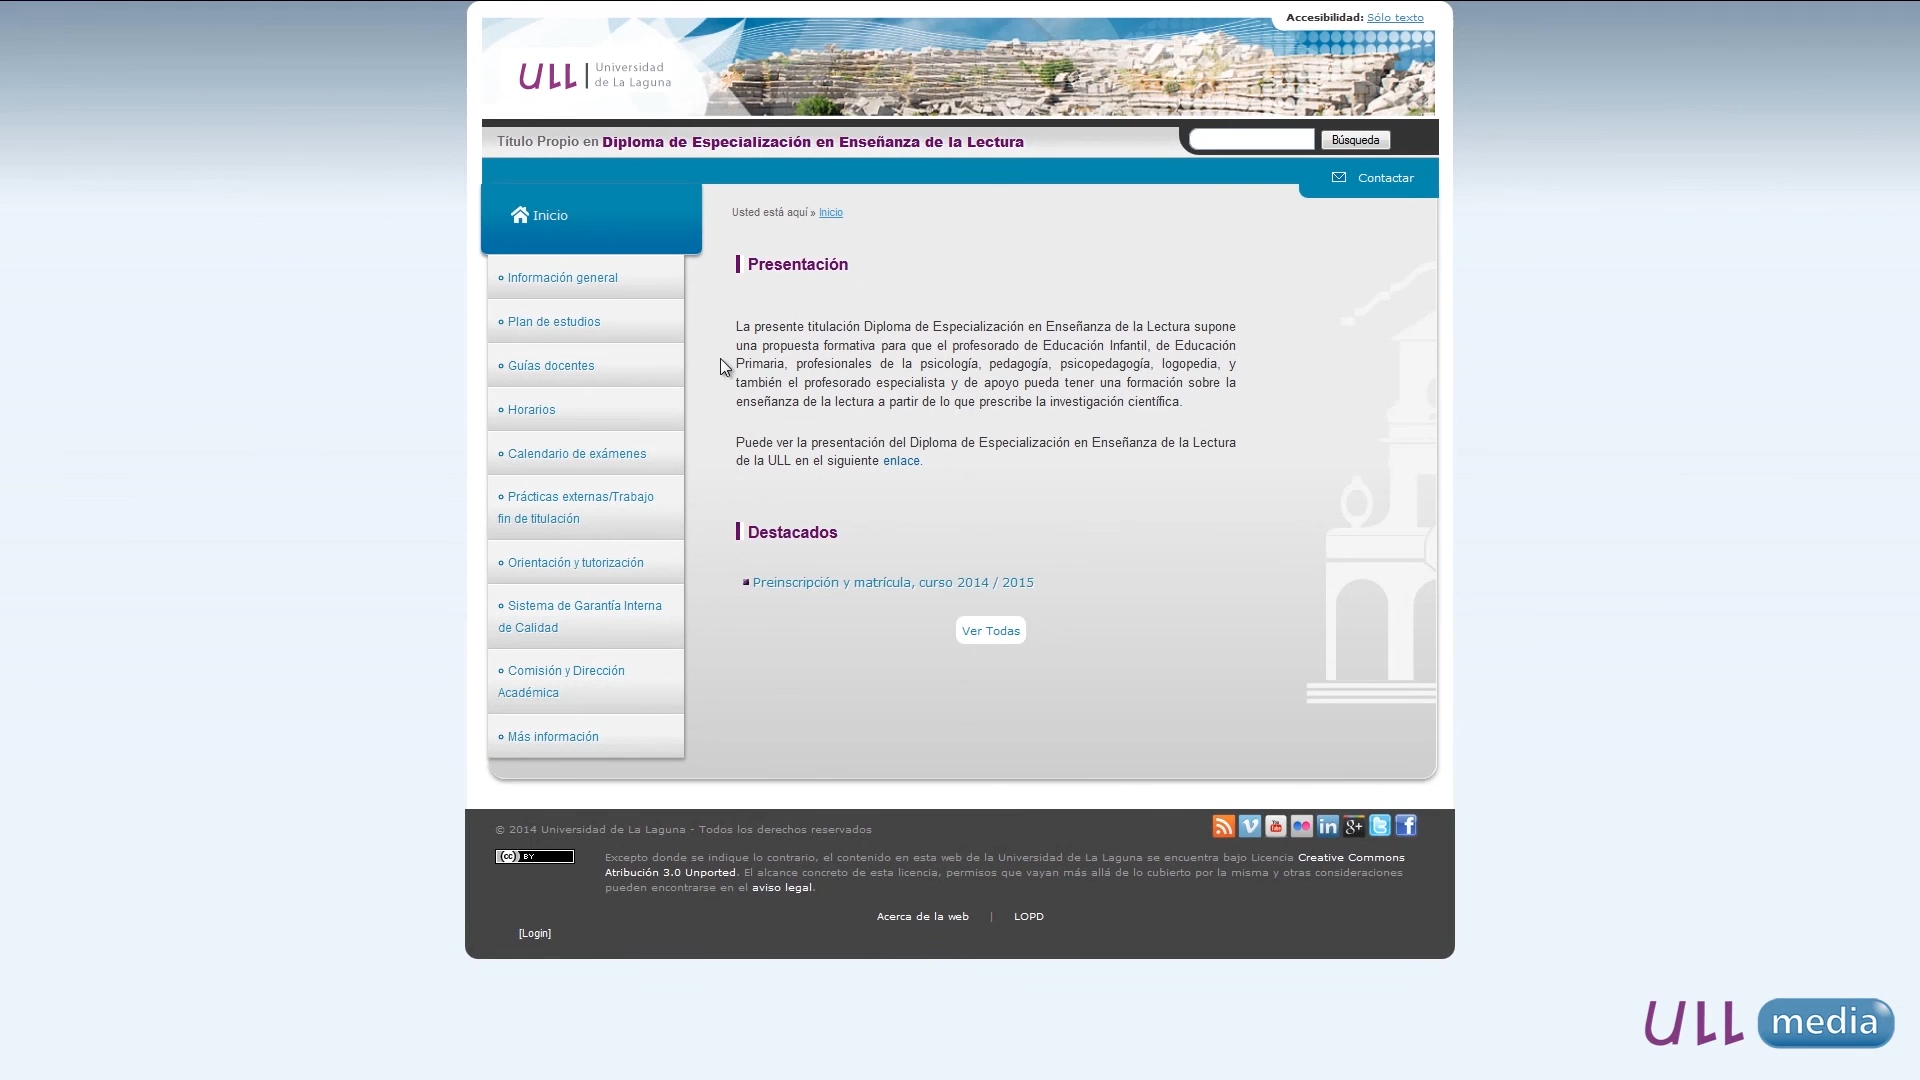 Accesibilidad: Sólo texto
ULL | Universidad
de La Laguna
Título Propio en Diploma de Especialización en Enseñanza de la Lectura
Búsqueda
Contactar
Inicio
Usted está aquí » Inicio
Información general
Plan de estudios
Guías docentes
Horarios
Calendario de exámenes
Prácticas externas/Trabajo
fin de titulación
Orientación y tutorización
Sistema de Garantía Interna
de Calidad
Comisión y Dirección
Académica
Más información
Presentación
La presente titulación Diploma de Especialización en Enseñanza de la Lectura supone
una propuesta formativa para que el profesorado de Educación Infantil, de Educación
Primaria, profesionales de la psicología, pedagogía, psicopedagogía, logopedia, y
también el profesorado especialista y de apoyo pueda tener una formación sobre la
enseñanza de la lectura a partir de lo que prescribe la investigación científica.
Puede ver la presentación del Diploma de Especialización en Enseñanza de la Lectura
de la ULL en el siguiente enlace.
Destacados
Preinscripción y matrícula, curso 2014 / 2015
Ver Todas
© 2014 Universidad de La Laguna - Todos los derechos reservados
cc BY
Excepto donde se indique lo contrario, el contenido en esta web de la Universidad de La Laguna se encuentra bajo Licencia Creative Commons
Atribución 3.0 Unported. El alcance concreto de esta licencia, permisos que vayan más allá de lo cubierto por la misma y otras consideraciones
pueden encontrarse en el aviso legal.
Acerca de la web | LOPD
[Login]
ULL media